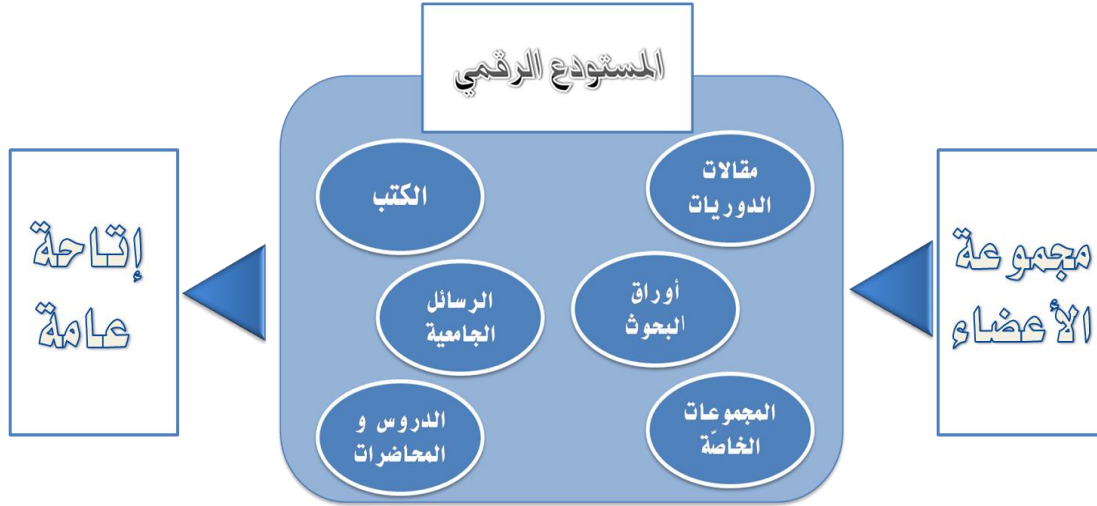 المستودع الرقمي
مجموعة
الأعضاء
مقالات
الدوريات
الكتب
أوراق
البحوث
الرسائل
الجامعية
المجموعات
الخاصّة
الدروس و
المحاضرات
إتاحة
عامة